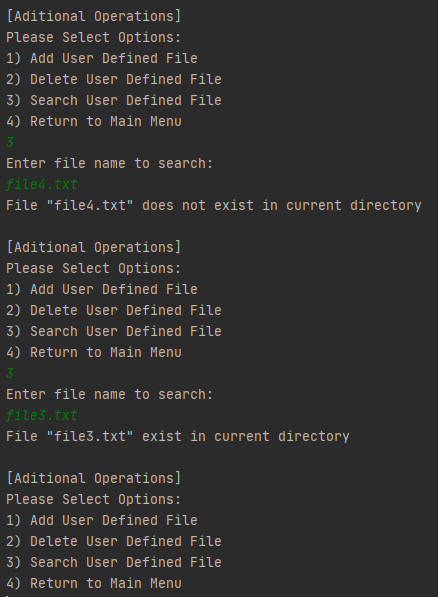 [Aditional Operations]
Please Select Options:
1) Add User Defined File
2) Delete User Defined File
3) Search User Defined File
4) Return to Main Menu
3
Enter file name to search:
file4.txt
File "file4.txt" does not exist in current directory
[Aditional Operations]
Please Select Options:
1) Add User Defined File
2) Delete User Defined File
3) Search User Defined File
4) Return to Main Menu
3
Enter file name to search:
file3.txt
File "file3.txt" exist in current directory
[Aditional Operations]
Please Select Options:
1) Add User Defined File
2) Delete User Defined File
3) Search User Defined File
4) Return to Main Menu